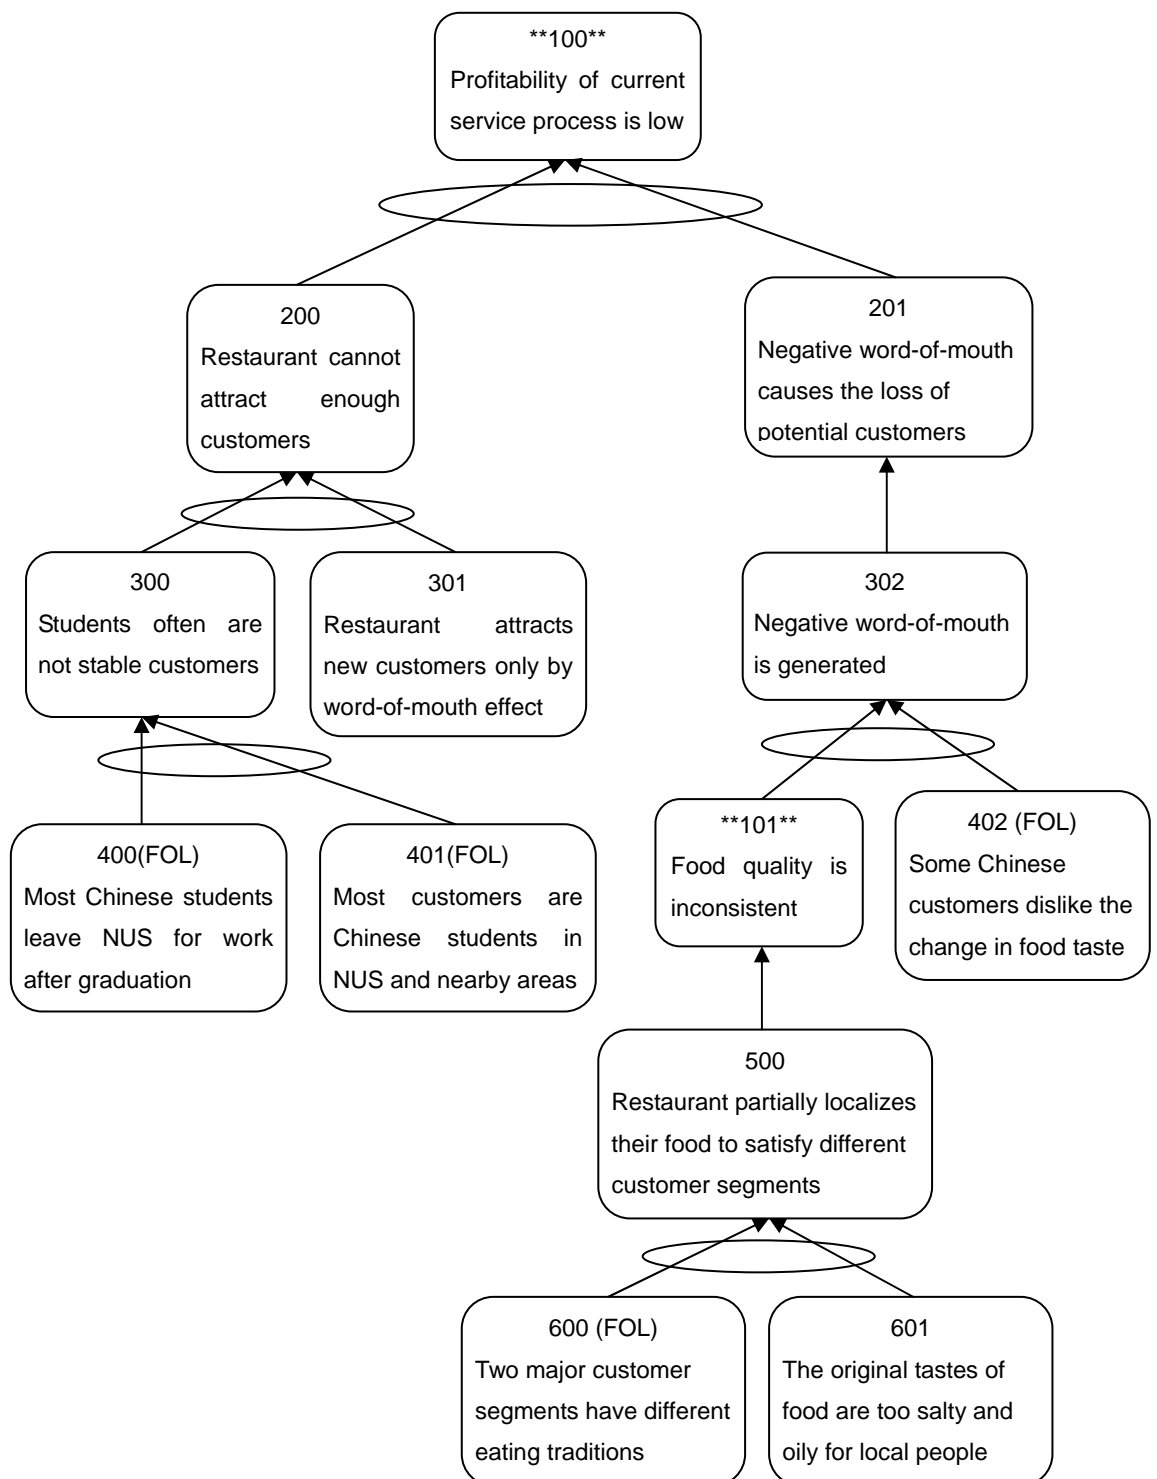 **100**
Profitability of current
service process is low
200
Restaurant cannot
attract enough
customers
201
Negative word-of-mouth
causes the loss of
potential customers
300
Students often are
not stable customers
301
Restaurant attracts
new customers only by
word-of-mouth effect
302
Negative word-of-mouth
is generated
400(FOL)
Most Chinese students
leave NUS for work
after graduation
401(FOL)
Most customers are
Chinese students in
NUS and nearby areas
**101**
Food quality is
inconsistent
402 (FOL)
Some Chinese
customers dislike the
change in food taste
500
Restaurant partially localizes
their food to satisfy different
customer segments
600 (FOL)
Two major customer
segments have different
eating traditions
601
The original tastes of
food are too salty and
oily for local people